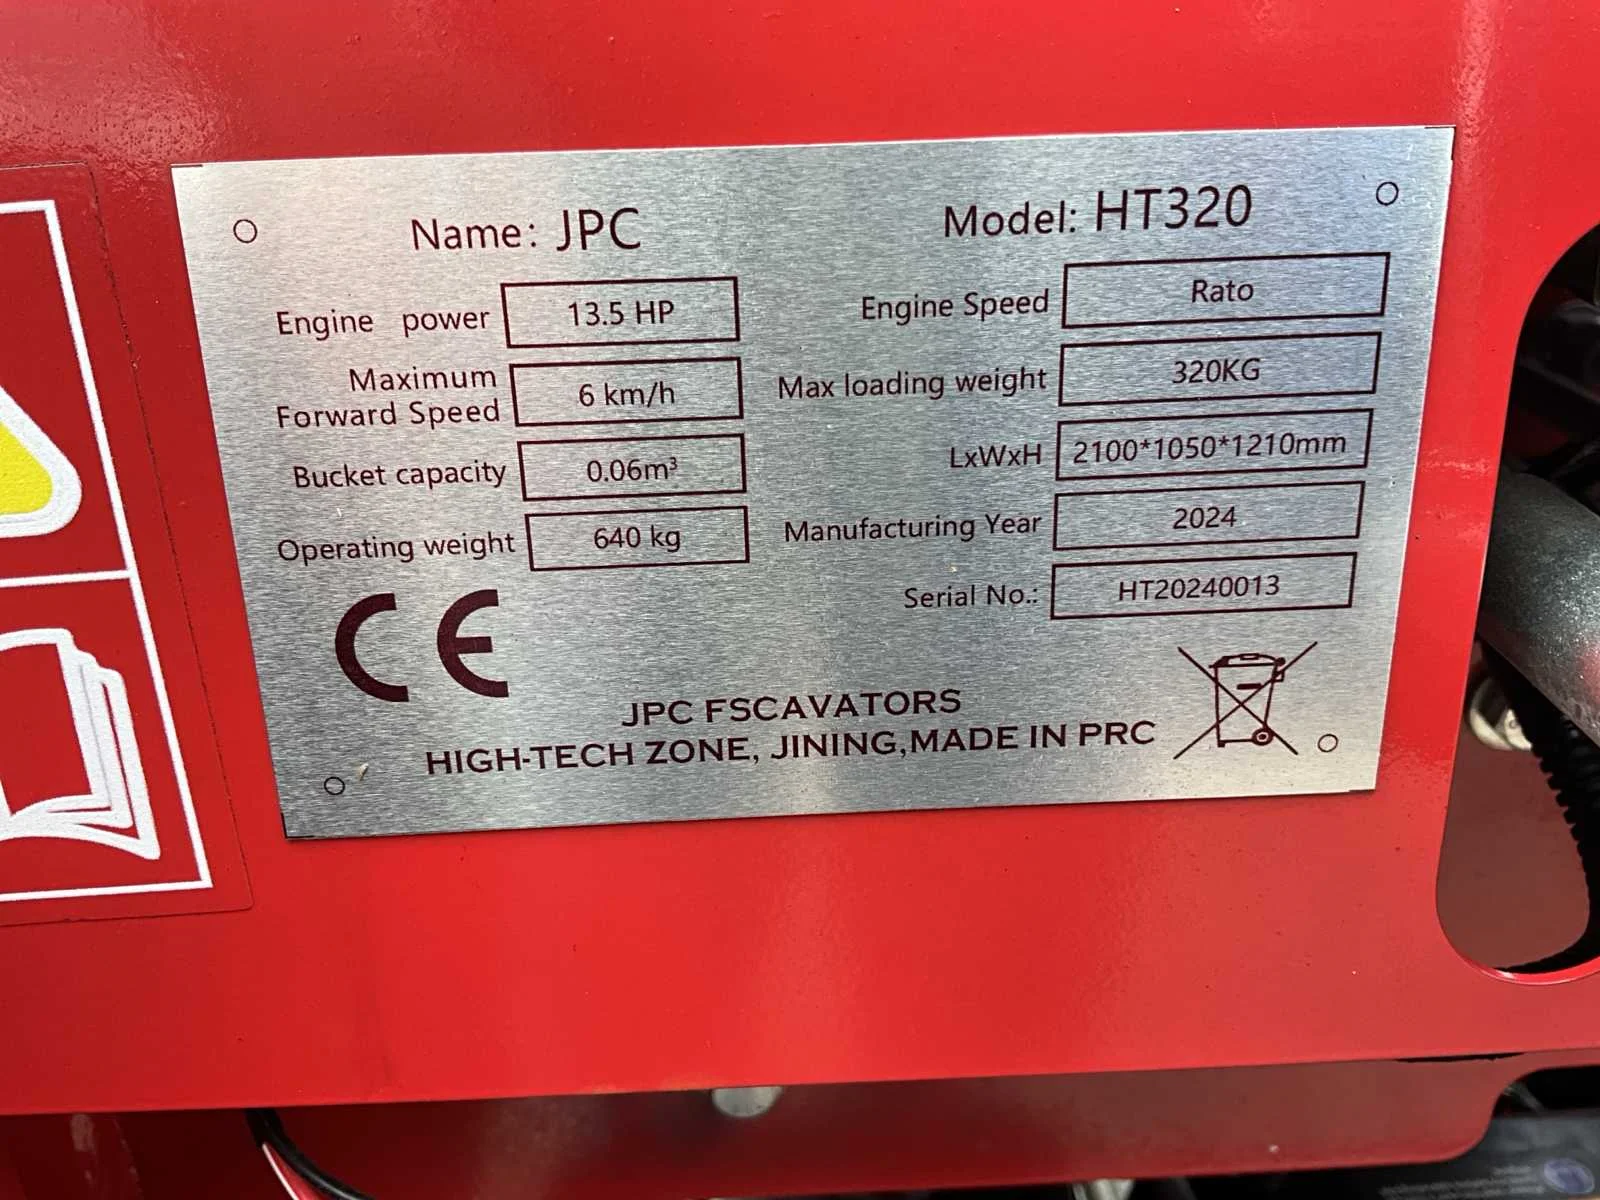 Name: JPC
Model: HT320
Engine power 13.5 HP
Engine Speed Rato
Maximum
Forward Speed 6 km/h
Max loading weight 320KG
Bucket capacity 0.06m³
LxWxH 2100*1050*1210mm
Operating weight 640 kg
Manufacturing Year 2024
Serial No.: HT20240013
CE
JPC FSCAVATORS
HIGH-TECH ZONE, JINING,MADE IN PRC